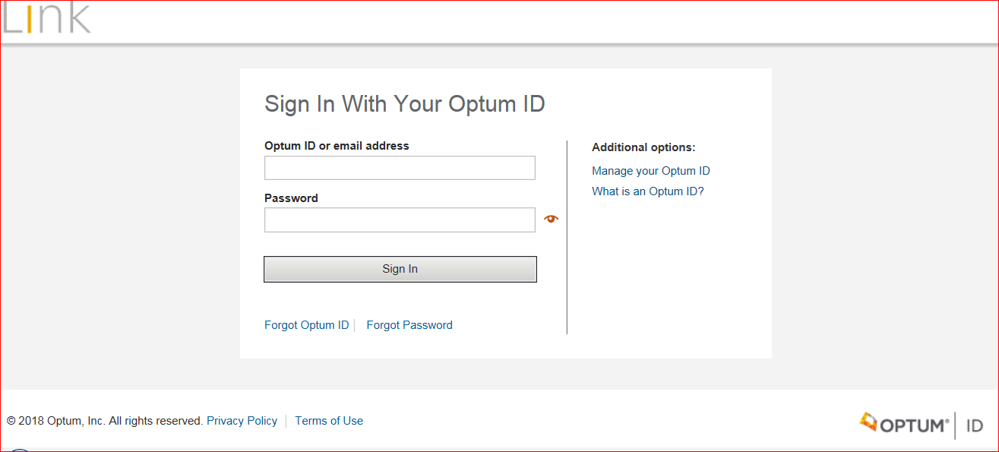 Link
Sign In With Your Optum ID
Optum ID or email address
Additional options:
Manage your Optum ID
Password
What is an Optum ID?
Sign In
Forgot Optum ID | Forgot Password
© 2018 Optum, Inc. All rights reserved. Privacy Policy | Terms of Use
OPTUM® | ID